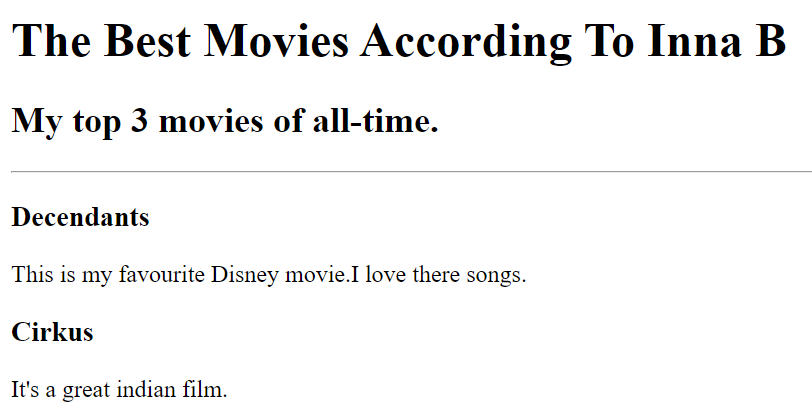 The Best Movies According To Inna B
My top 3 movies of all-time.
Decendants
This is my favourite Disney movie.I love there songs.
Cirkus
It's a great indian film.